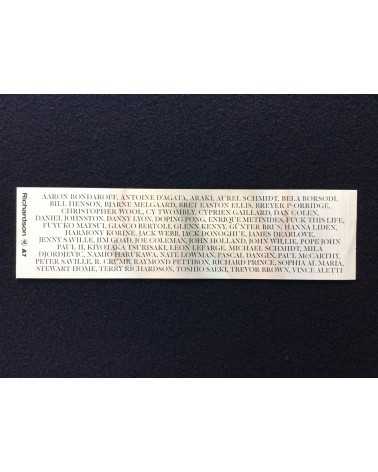 Richardson A7
AARON BONDAROFF, ANTOINE D'AGATA, ARAKI, AUREL SCHMIDT, BELA BORSODI,
BILL HENSON, BJARNE MELGAARD, BRET EASTON ELLIS, BREYER P-ORRIDGE,
CHRISTOPHER WOOL, CY TWOMBLY, CYPRIEN GAILLARD, DAN COLEN,
DANIEL JOHNSTON, DANNY LYON, DOPING PONG, ENRIQUE METINIDES, FUCK THIS LIFE,
FUYUKO MATSUI, GIASCO BERTOLI, GLENN KENNY, GÜNTER BRUS, HANNA LIDEN,
HARMONY KORINE, JACK WEBB, JACK DONOGHUE, JAMES DEARLOVE,
JENNY SAVILLE, JIM GOAD, JOE COLEMAN, JOHN HOLLAND, JOHN WILLIE, POPE JOHN
PAUL II, KIYOTAKA TSURISAKI, LEON LEFARGE, MICHAEL SCHMIDT, MILA
DJORDJEVIC, NAMIO HARUKAWA, NATE LOWMAN, PASCAL DANGIN, PAUL McCARTHY,
PETER SAVILLE, R. CRUMB, RAYMOND PETTIBON, RICHARD PRINCE, SOPHIA AL MARIA,
STEWART HOME, TERRY RICHARDSON, TOSHIO SAEKI, TREVOR BROWN, VINCE ALETTI